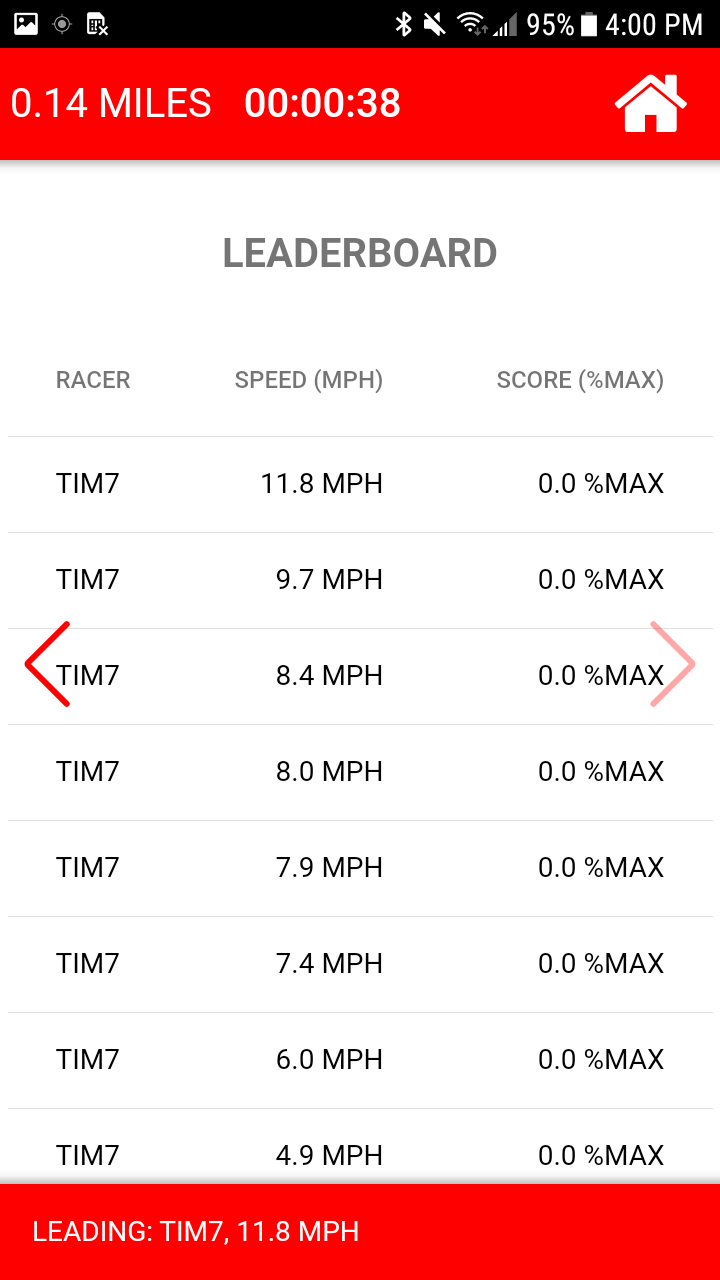 95% 4:00 PM
0.14 MILES 00:00:38
LEADERBOARD
RACER SPEED (MPH) SCORE (%MAX)
TIM7 11.8 MPH 0.0 %MAX
TIM7 9.7 MPH 0.0 %MAX
TIM7 8.4 MPH 0.0 %MAX
TIM7 8.0 MPH 0.0 %MAX
TIM7 7.9 MPH 0.0 %MAX
TIM7 7.4 MPH 0.0 %MAX
TIM7 6.0 MPH 0.0 %MAX
TIM7 4.9 MPH 0.0 %MAX
LEADING: TIM7, 11.8 MPH